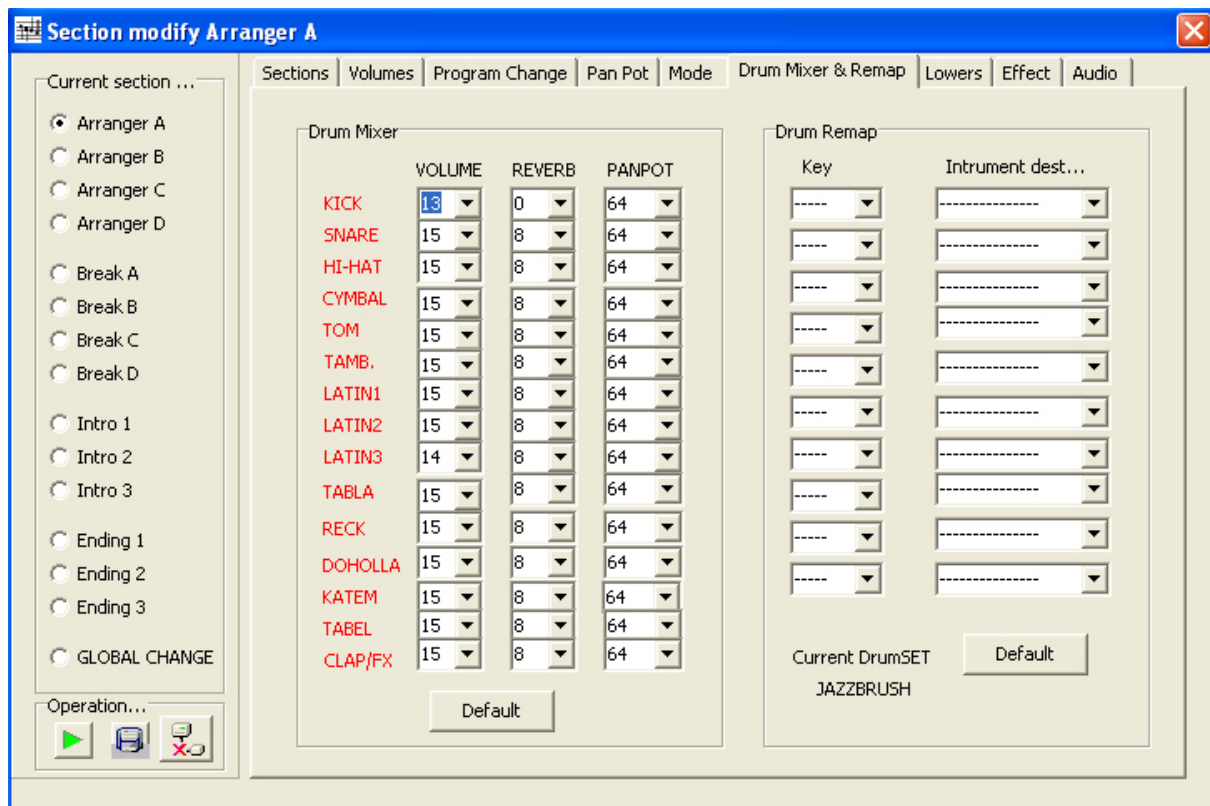 Section modify Arranger A
Current section ...
Arranger A
Arranger B
Arranger C
Arranger D
Break A
Break B
Break C
Break D
Intro 1
Intro 2
Intro 3
Ending 1
Ending 2
Ending 3
GLOBAL CHANGE
Operation...
Sections Volumes Program Change Pan Pot Mode Drum Mixer & Remap Lowers Effect Audio
Drum Mixer
VOLUME REVERB PANPOT
KICK 13 0 64
SNARE 15 8 64
HI-HAT 15 8 64
CYMBAL 15 8 64
TOM 15 8 64
TAMB. 15 8 64
LATIN1 15 8 64
LATIN2 15 8 64
LATIN3 14 8 64
TABLA 15 8 64
RECK 15 8 64
DOHOLLA 15 8 64
KATEM 15 8 64
TABEL 15 8 64
CLAP/FX 15 8 64
Default
Drum Remap
Key Intrument dest...
----- ---------------
----- ---------------
----- ---------------
----- ---------------
----- ---------------
----- ---------------
----- ---------------
----- ---------------
----- ---------------
----- ---------------
Current DrumSET Default
JAZZBRUSH